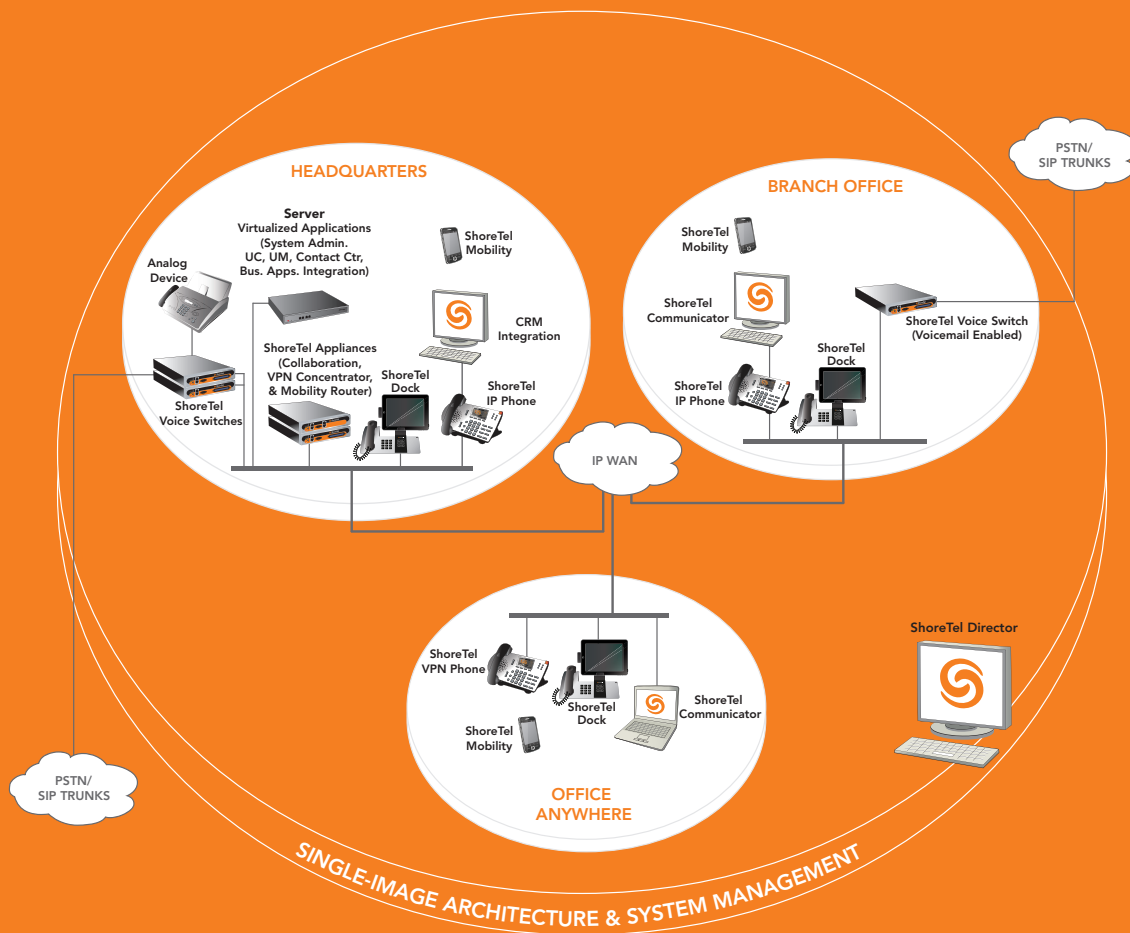 PSTN/
SIP TRUNKS
HEADQUARTERS
Server
Virtualized Applications
(System Admin.
UC, UM, Contact Ctr,
Bus. Apps. Integration)
ShoreTel
Mobility
Analog
Device
CRM
Integration
ShoreTel Appliances
(Collaboration,
VPN Concentrator,
& Mobility Router)
ShoreTel
Dock
ShoreTel
IP Phone
ShoreTel
Voice Switches
BRANCH OFFICE
ShoreTel
Mobility
ShoreTel
Communicator
ShoreTel Voice Switch
(Voicemail Enabled)
ShoreTel
Dock
ShoreTel
IP Phone
IP WAN
ShoreTel
VPN Phone
ShoreTel
Dock
ShoreTel
Communicator
ShoreTel
Mobility
OFFICE
ANYWHERE
ShoreTel Director
PSTN/
SIP TRUNKS
SINGLE-IMAGE ARCHITECTURE & SYSTEM MANAGEMENT